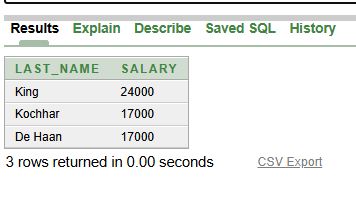 Results Explain Describe Saved SQL History
LAST_NAME SALARY
King 24000
Kochhar 17000
De Haan 17000
3 rows returned in 0.00 seconds CSV Export